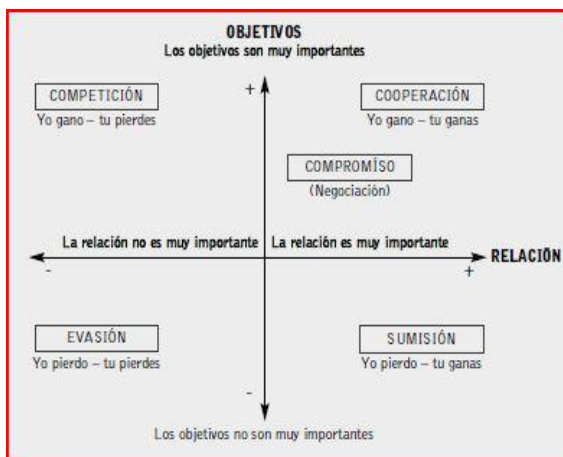 OBJETIVOS
Los objetivos son muy importantes
+
COMPETICIÓN
COOPERACIÓN
Yo gano – tu pierdes
Yo gano – tu ganas
COMPROMÍSO
(Negociación)
La relación no es muy importante
La relación es muy importante
RELACIÓN
-
+
EVASIÓN
SUMISIÓN
Yo pierdo – tu pierdes
Yo pierdo – tu ganas
-
Los objetivos no son muy importantes